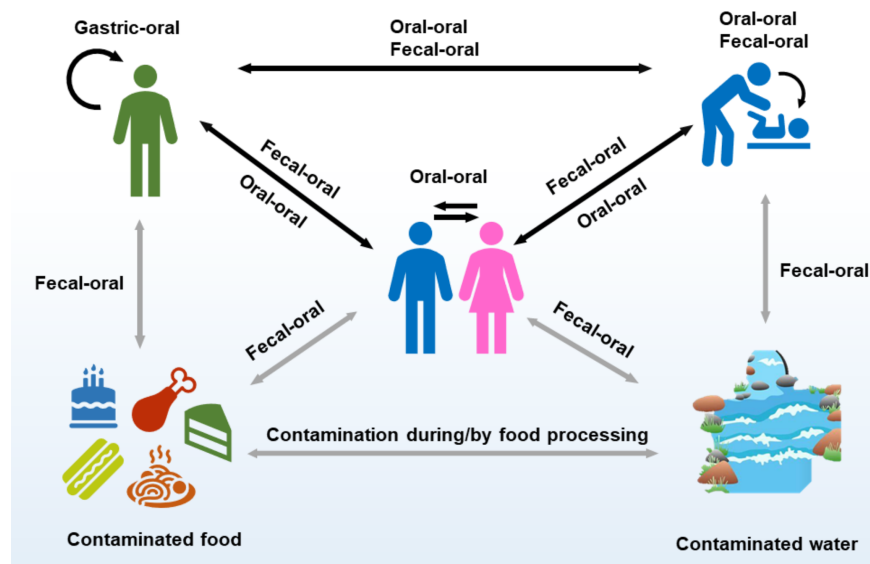 Gastric-oral
Oral-oral
Fecal-oral
Oral-oral
Fecal-oral
Fecal-oral
Oral-oral
Oral-oral
Fecal-oral
Oral-oral
Fecal-oral
Fecal-oral
Fecal-oral
Fecal-oral
Contamination during/by food processing
Contaminated food
Contaminated water